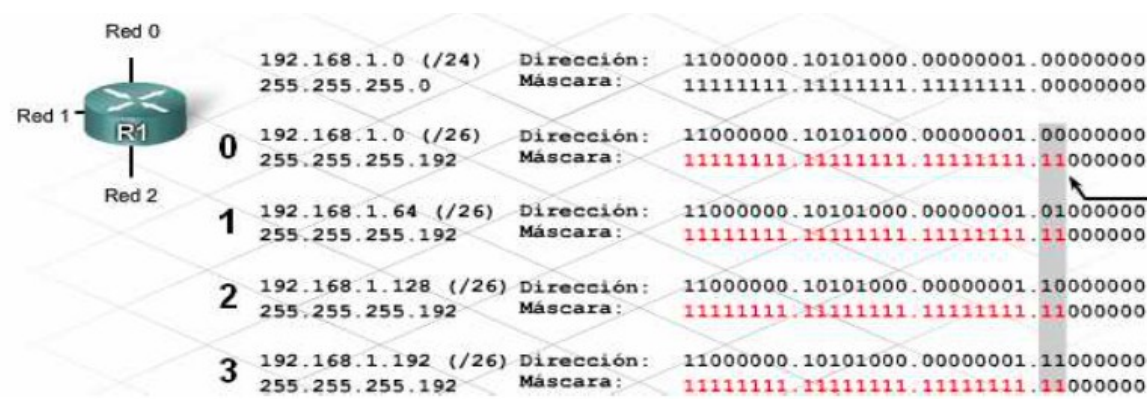 Red 0
Red 1
R1
Red 2
192.168.1.0 (/24) Dirección: 11000000.10101000.00000001.00000000
255.255.255.0 Máscara: 11111111.11111111.11111111.00000000
0
192.168.1.0 (/26) Dirección: 11000000.10101000.00000001.00000000
255.255.255.192 Máscara: 11111111.11111111.11111111.11000000
1
192.168.1.64 (/26) Dirección: 11000000.10101000.00000001.01000000
255.255.255.192 Máscara: 11111111.11111111.11111111.11000000
2
192.168.1.128 (/26) Dirección: 11000000.10101000.00000001.10000000
255.255.255.192 Máscara: 11111111.11111111.11111111.11000000
3
192.168.1.192 (/26) Dirección: 11000000.10101000.00000001.11000000
255.255.255.192 Máscara: 11111111.11111111.11111111.11000000